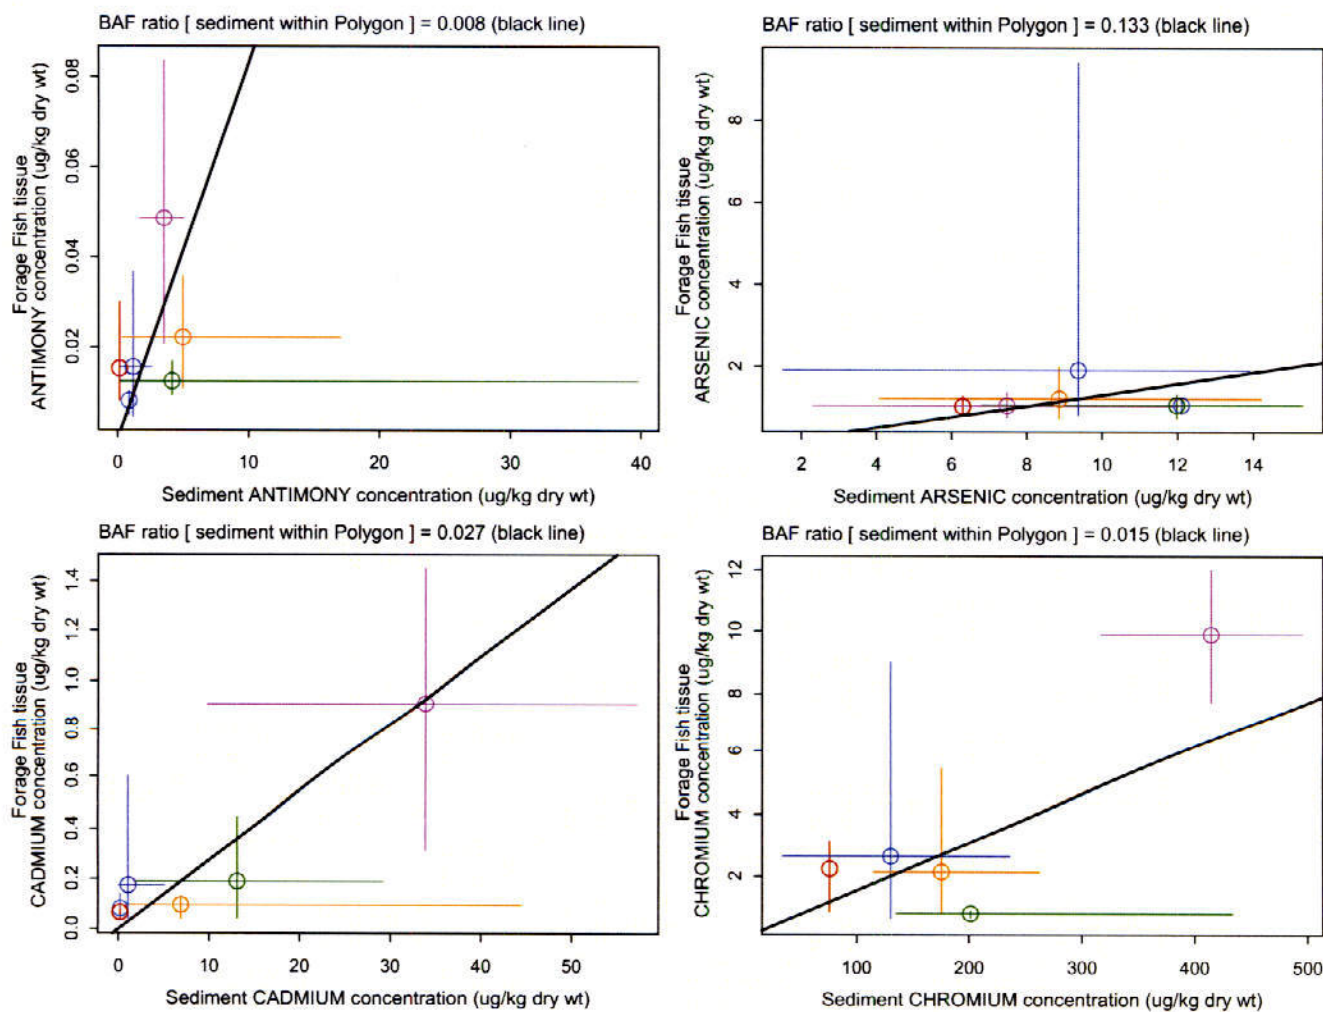 BAF ratio [ sediment within Polygon ] = 0.008 (black line)
Forage Fish tissue
ANTIMONY concentration (ug/kg dry wt)
0.08
0.06
0.04
0.02
0
10
20
30
40
Sediment ANTIMONY concentration (ug/kg dry wt)
BAF ratio [ sediment within Polygon ] = 0.133 (black line)
Forage Fish tissue
ARSENIC concentration (ug/kg dry wt)
8
6
4
2
2
4
6
8
10
12
14
Sediment ARSENIC concentration (ug/kg dry wt)
BAF ratio [ sediment within Polygon ] = 0.027 (black line)
Forage Fish tissue
CADMIUM concentration (ug/kg dry wt)
1.4
1.2
1.0
0.8
0.6
0.4
0.2
0.0
0
10
20
30
40
50
Sediment CADMIUM concentration (ug/kg dry wt)
BAF ratio [ sediment within Polygon ] = 0.015 (black line)
Forage Fish tissue
CHROMIUM concentration (ug/kg dry wt)
12
10
8
6
4
2
100
200
300
400
500
Sediment CHROMIUM concentration (ug/kg dry wt)